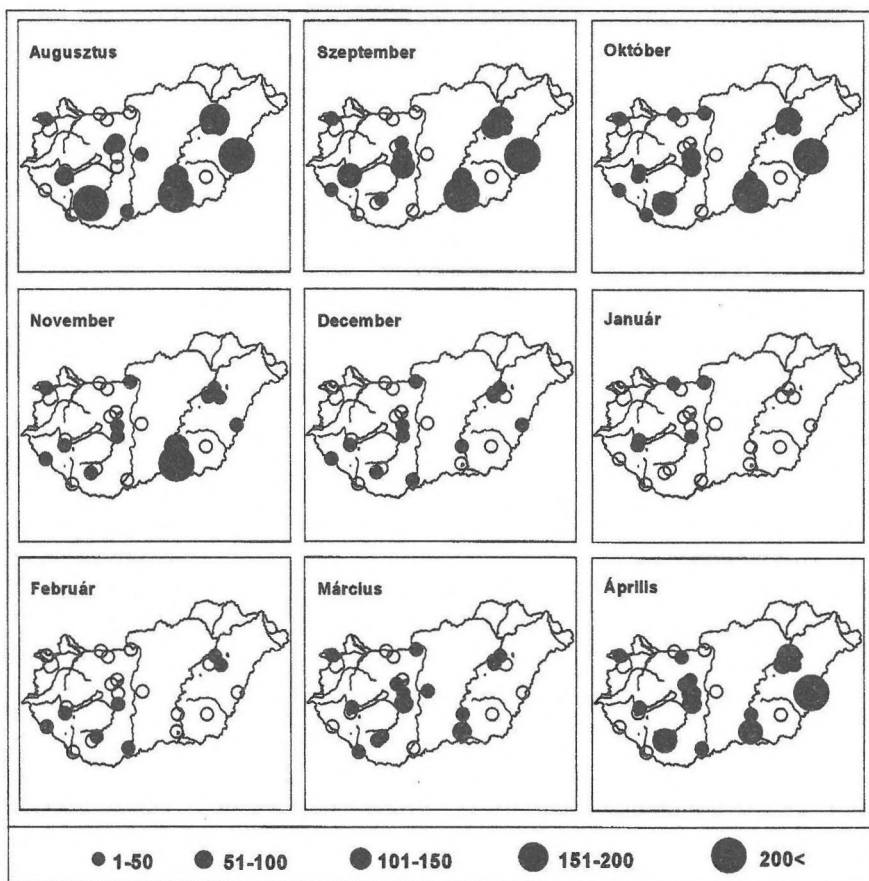 Augusztus
Szeptember
Október
November
December
Január
Február
Március
Április
1-50
51-100
101-150
151-200
200<